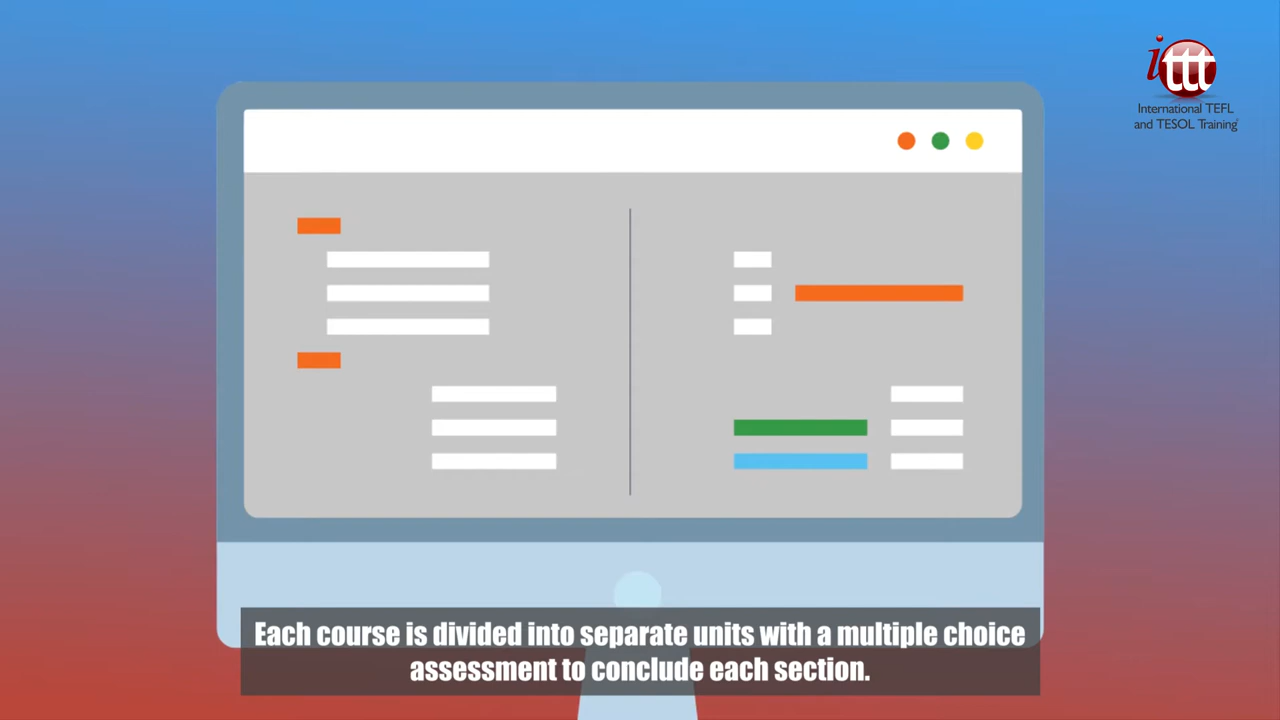 ittt
International TEFL
and TESOL Training
Each course is divided into separate units with a multiple choice
assessment to conclude each section.